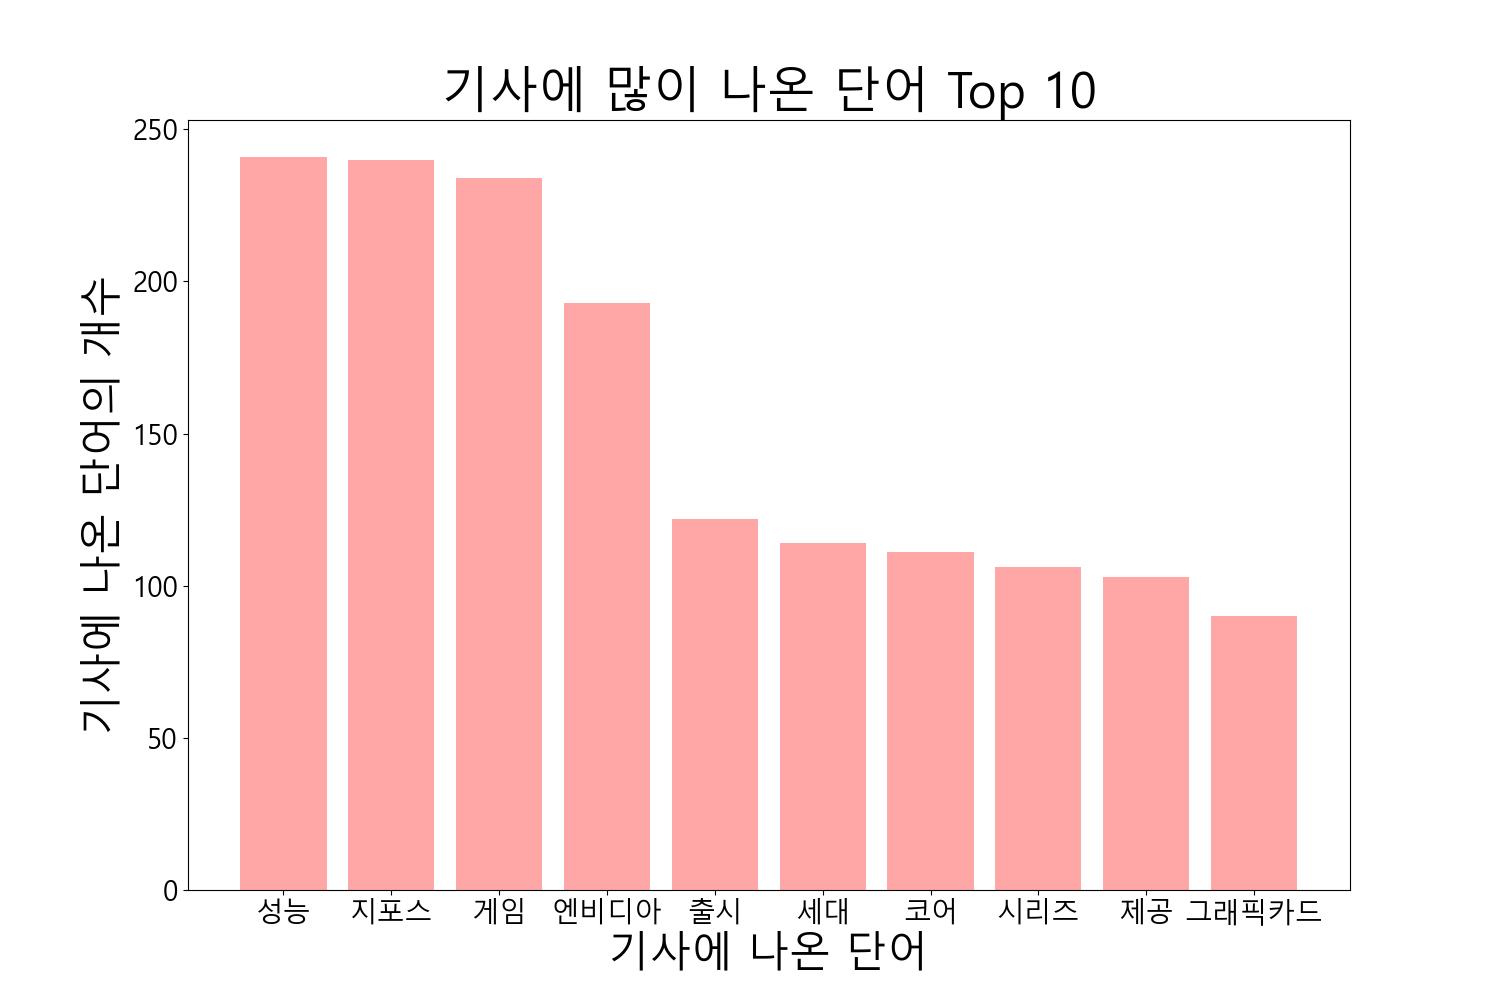 기사에 많이 나온 단어 Top 10
기사에 나온 단어의 개수
250
200
150
100
50
0
성능 지포스 게임 엔비디아 출시 세대 코어 시리즈 제공 그래픽카드
기사에 나온 단어